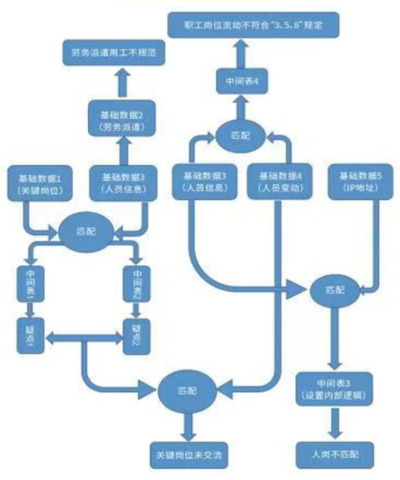 职工岗位流动不符合“3、5、8”规定
劳务派遣用工不规范
中间表4
基础数据2
（劳务派遣）
匹配
基础数据1
（关键岗位）
基础数据3
（人员信息）
基础数据3
（人员信息）
基础数据4
（人员变动）
基础数据5
（IP地址）
匹配
中间表1
中间表2
匹配
疑点1
疑点2
匹配
中间表3
（设置内部逻辑）
关键岗位未交流
人岗不匹配